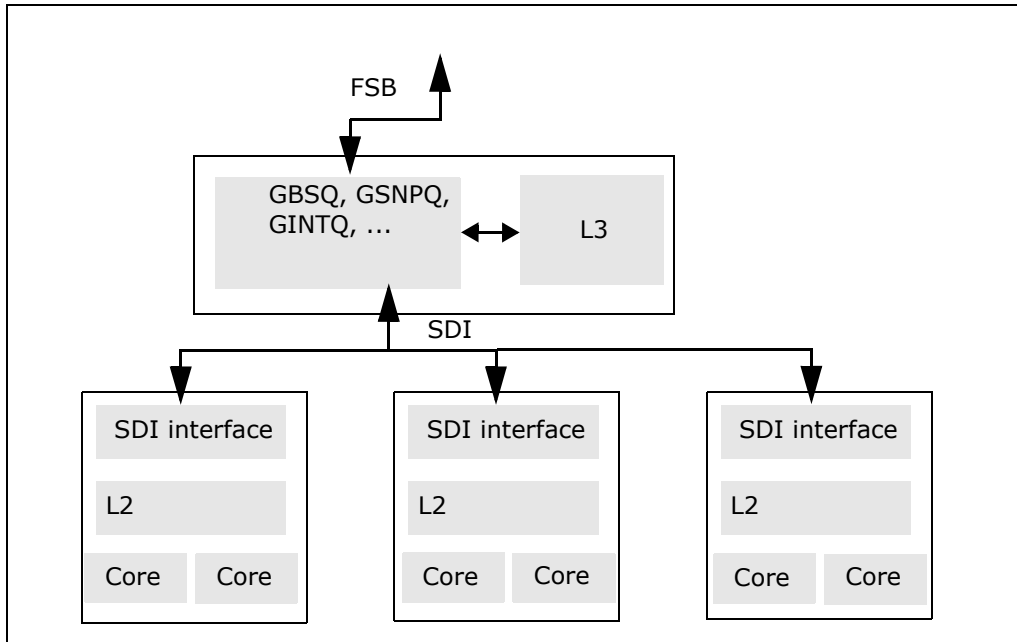 FSB
GBSQ, GSNPQ,
GINTQ, ...
L3
SDI
SDI interface
SDI interface
SDI interface
L2
L2
L2
Core
Core
Core
Core
Core
Core